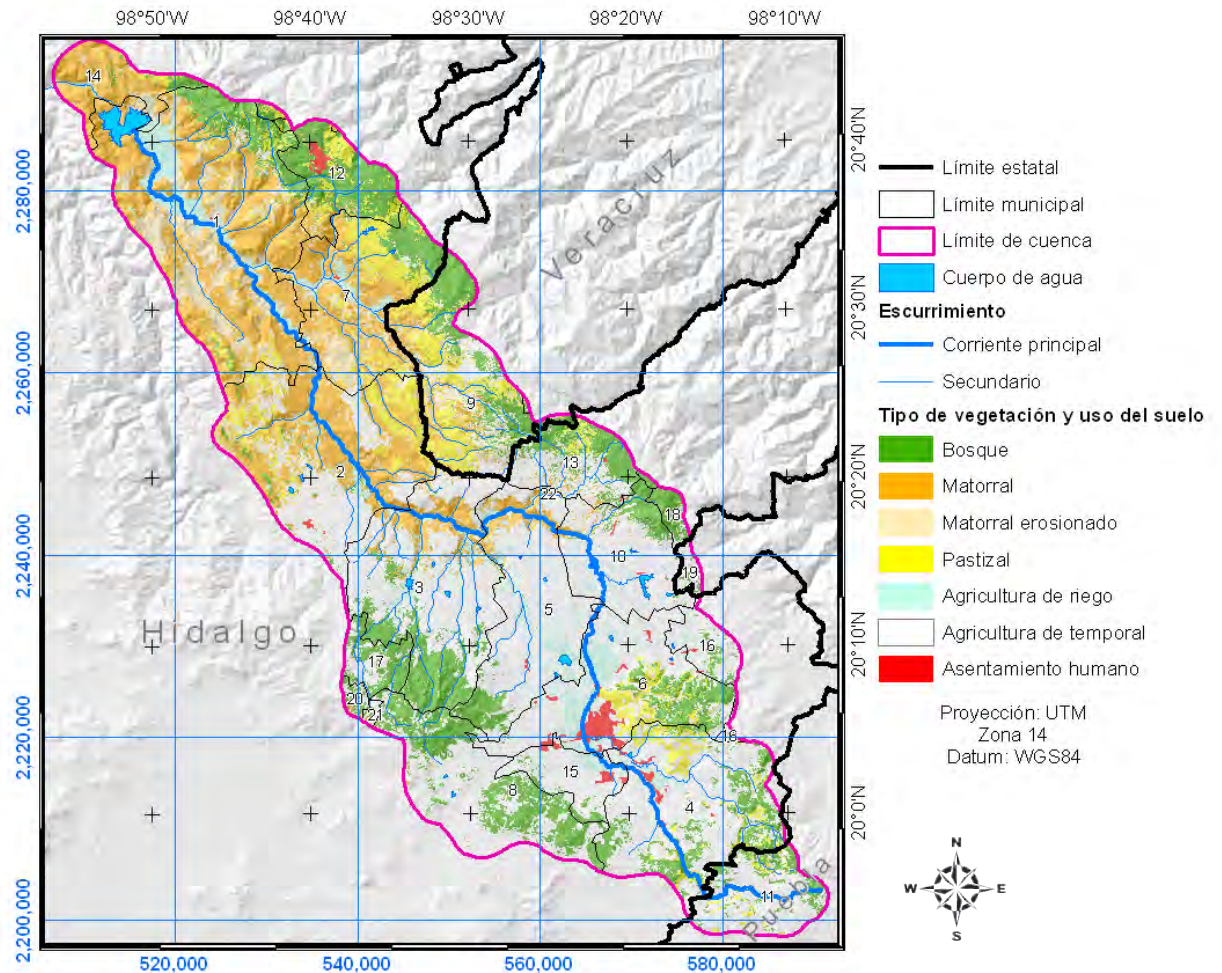 98°50'W 98°40'W 98°30'W 98°20'W 98°10'W
2,280,000
2,260,000
2,240,000
2,220,000
2,200,000
520,000 540,000 560,000 580,000
20°40'N
20°30'N
20°20'N
20°10'N
20°0'N
14
12
1
7
9
2
13
22
18
10
19
3
5
16
17
6
20
21
18
15
8
4
11
Veracruz
Hidalgo
Puebla
Límite estatal
Límite municipal
Límite de cuenca
Cuerpo de agua
Escurrimiento
Corriente principal
Secundario
Tipo de vegetación y uso del suelo
Bosque
Matorral
Matorral erosionado
Pastizal
Agricultura de riego
Agricultura de temporal
Asentamiento humano
Proyección: UTM
Zona 14
Datum: WGS84
N
W E
S